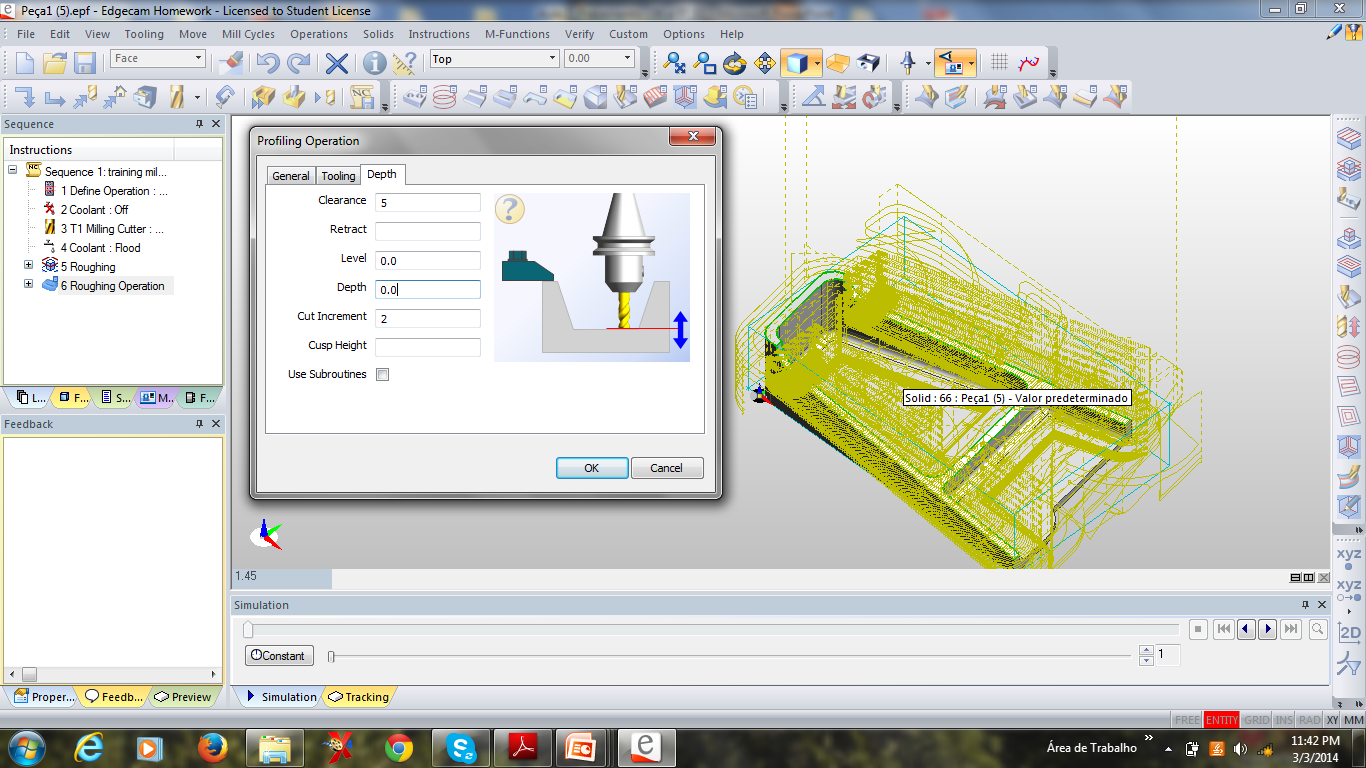 Peça1 (5).epf - Edgecam Homework - Licensed to Student License
File Edit View Tooling Move Mill Cycles Operations Solids Instructions M-Functions Verify Custom Options Help
Face
Top
0.00
Sequence
Instructions
Sequence 1: training mil...
1 Define Operation : ...
2 Coolant : Off
3 T1 Milling Cutter : ...
4 Coolant : Flood
5 Roughing
6 Roughing Operation
L... F... S... M... F...
Feedback
Proper... Feedb... Preview
Profiling Operation
General Tooling Depth
Clearance 5
Retract
Level 0.0
Depth 0.0
Cut Increment 2
Cusp Height
Use Subroutines
OK Cancel
Solid : 66 : Peça1 (5) - Valor predeterminado
1.45
Simulation
Constant
1
Simulation Tracking
xyz
xyz
2D
FREE ENTITY GRID INS RAD XY MM
Área de Trabalho
11:42 PM
3/3/2014